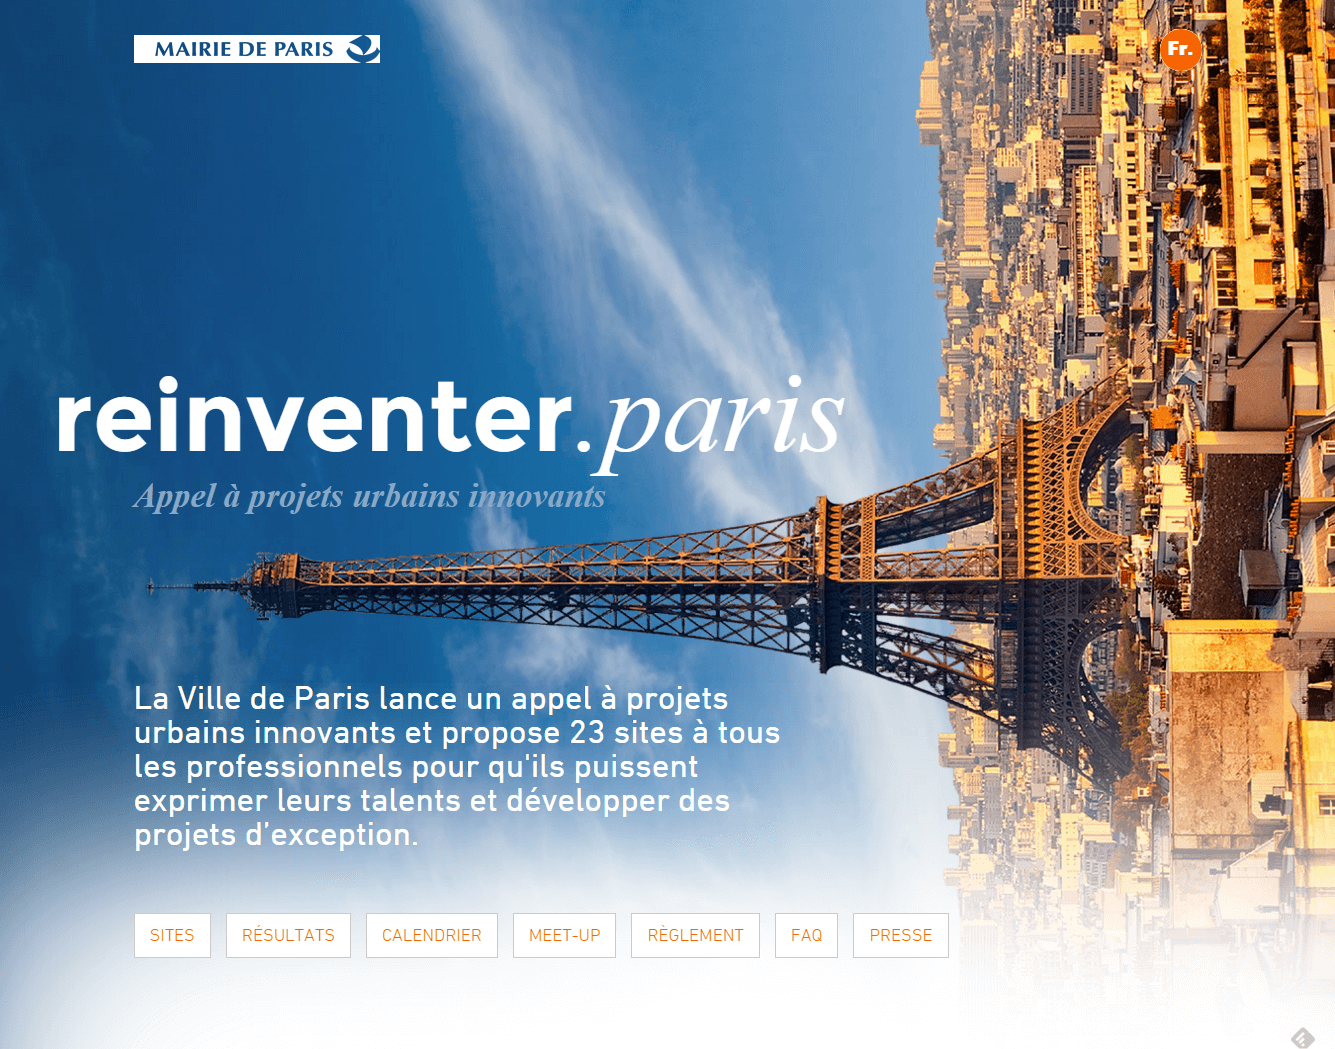 MAIRIE DE PARIS
Fr.
reinventer.paris
Appel à projets urbains innovants
La Ville de Paris lance un appel à projets
urbains innovants et propose 23 sites à tous
les professionnels pour qu'ils puissent
exprimer leurs talents et développer des
projets d’exception.
SITES
RÉSULTATS
CALENDRIER
MEET-UP
RÈGLEMENT
FAQ
PRESSE